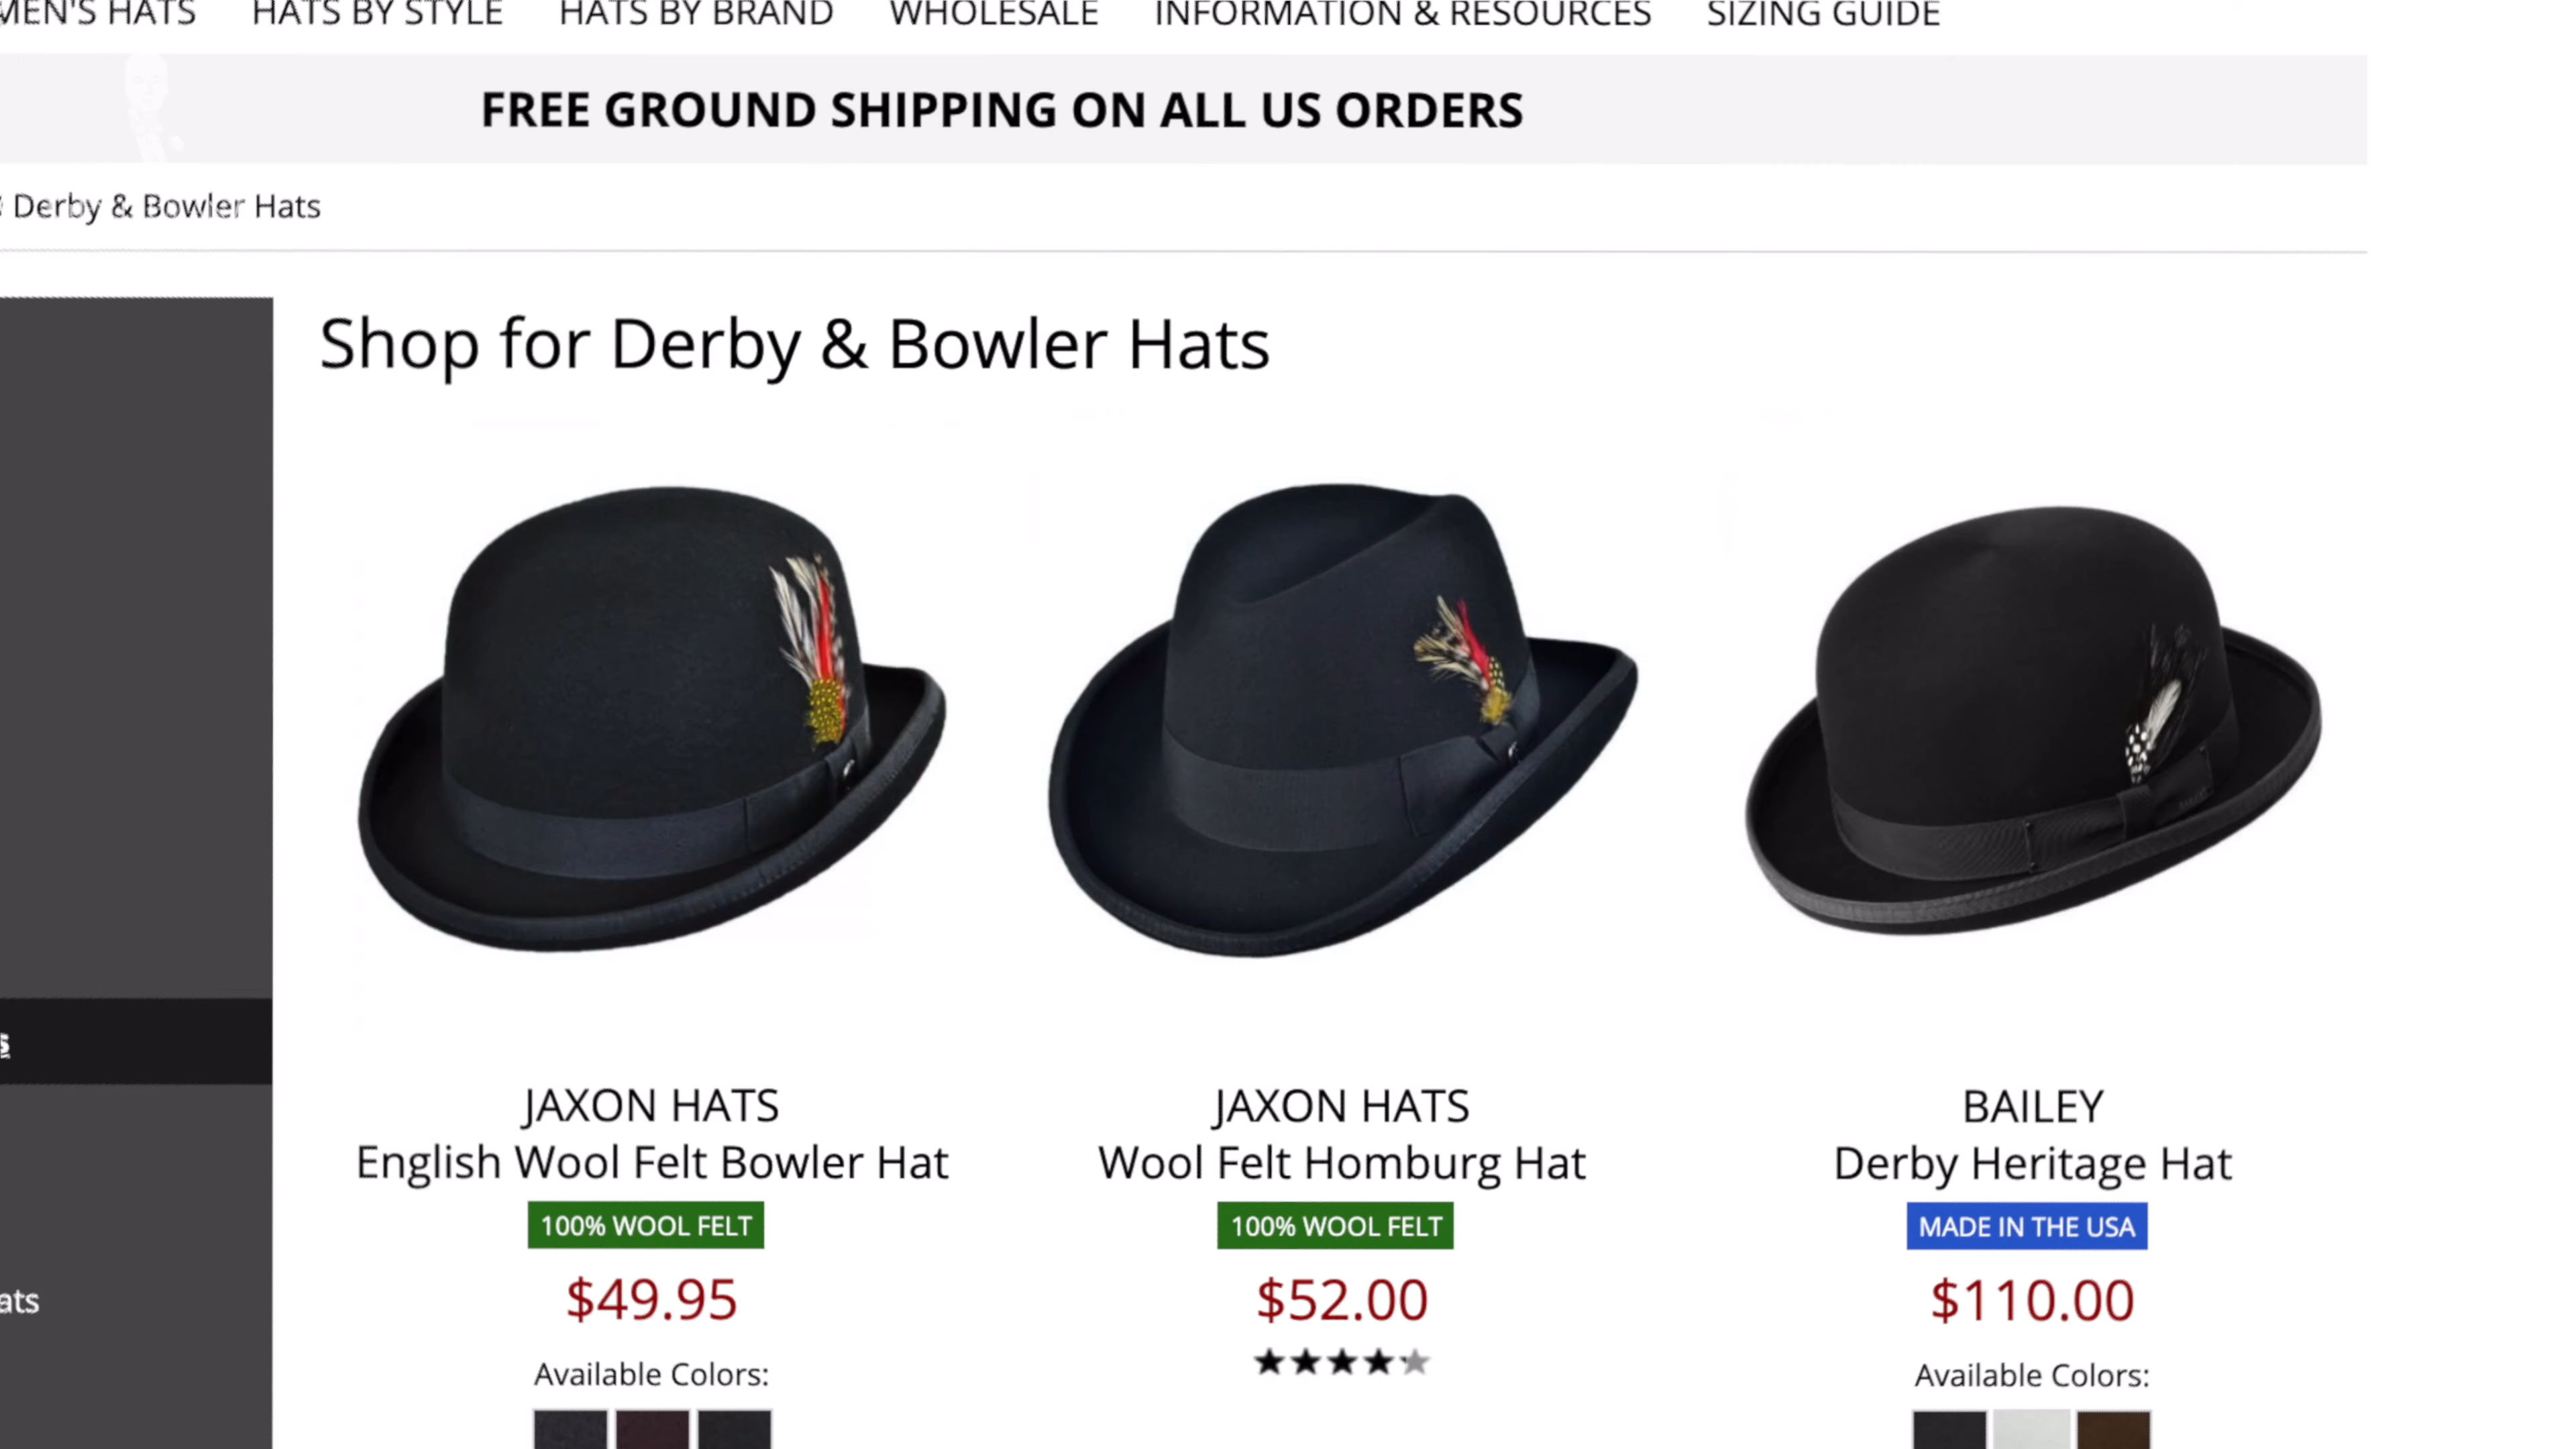 MEN'S HATS HATS BY STYLE HATS BY BRAND WHOLESALE INFORMATION & RESOURCES SIZING GUIDE
FREE GROUND SHIPPING ON ALL US ORDERS
Derby & Bowler Hats
Shop for Derby & Bowler Hats
JAXON HATS
English Wool Felt Bowler Hat
100% WOOL FELT
$49.95
Available Colors:
JAXON HATS
Wool Felt Homburg Hat
100% WOOL FELT
$52.00
BAILEY
Derby Heritage Hat
MADE IN THE USA
$110.00
Available Colors:
s
ats